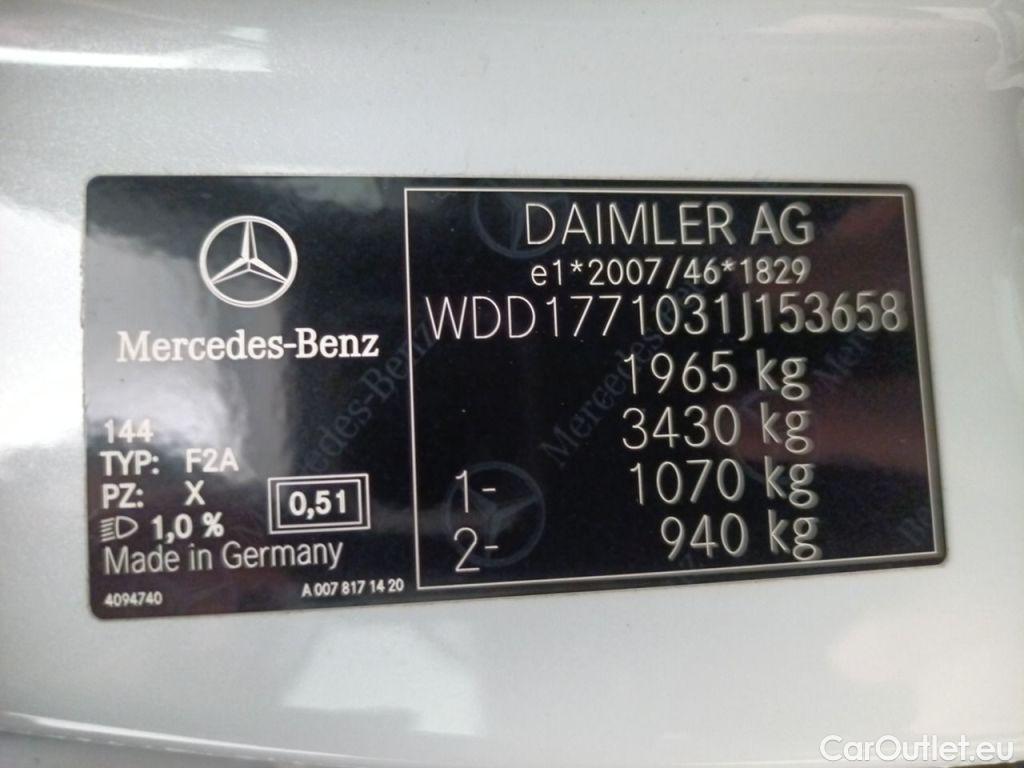 Mercedes-Benz
144
TYP: F2A
PZ: X
1,0 %
0,51
Made in Germany
4094740
A 007 817 14 20
DAIMLER AG
e1*2007/46*1829
WDD1771031J153658
1965 kg
3430 kg
1- 1070 kg
2- 940 kg
CarOutlet.eu